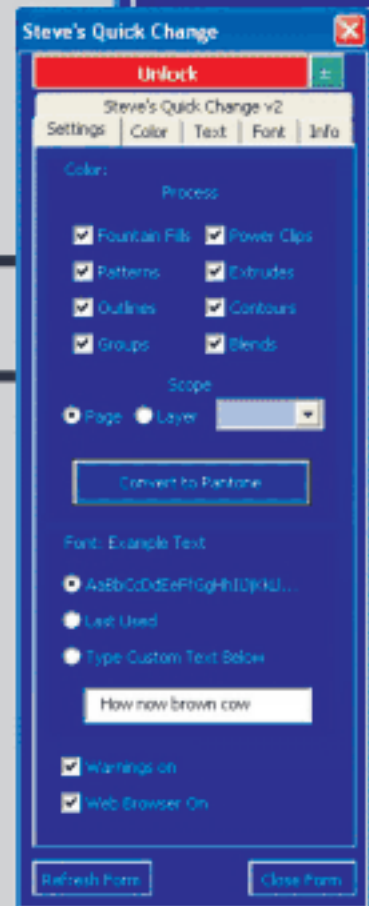 Steve's Quick Change
Unlock ±
Steve's Quick Change v2
Settings Color Text Font Info
Color:
Process
Fountain Fills Power Clips
Patterns Extrudes
Outlines Contours
Groups Blends
Scope
Page Layer
Convert to Pantone
Font: Example Text
AaBbCcDdEeFfGgHhIiJjKkLl...
Last Used
Type Custom Text Below
How now brown cow
Warnings on
Web Browser On
Refresh Form Close Form